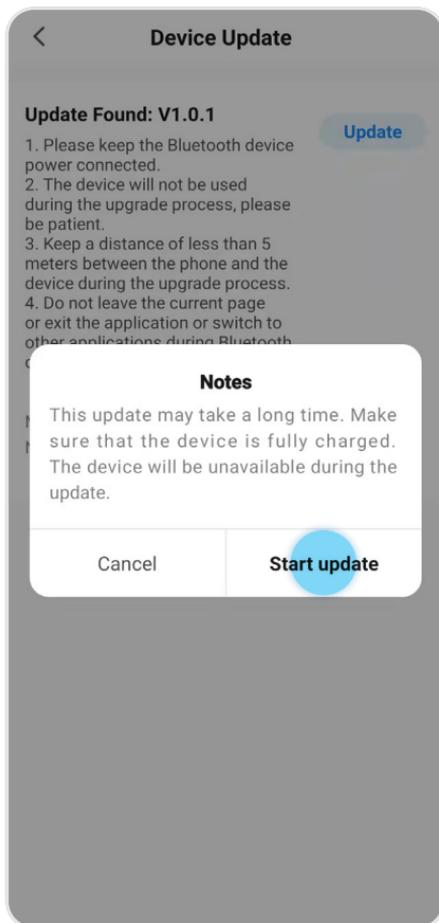 Device Update
Update Found: V1.0.1
Update
1. Please keep the Bluetooth device
power connected.
2. The device will not be used
during the upgrade process, please
be patient.
3. Keep a distance of less than 5
meters between the phone and the
device during the upgrade process.
4. Do not leave the current page
or exit the application or switch to
other applications during Bluetooth
Notes
This update may take a long time. Make
sure that the device is fully charged.
The device will be unavailable during the
update.
Cancel
Start update